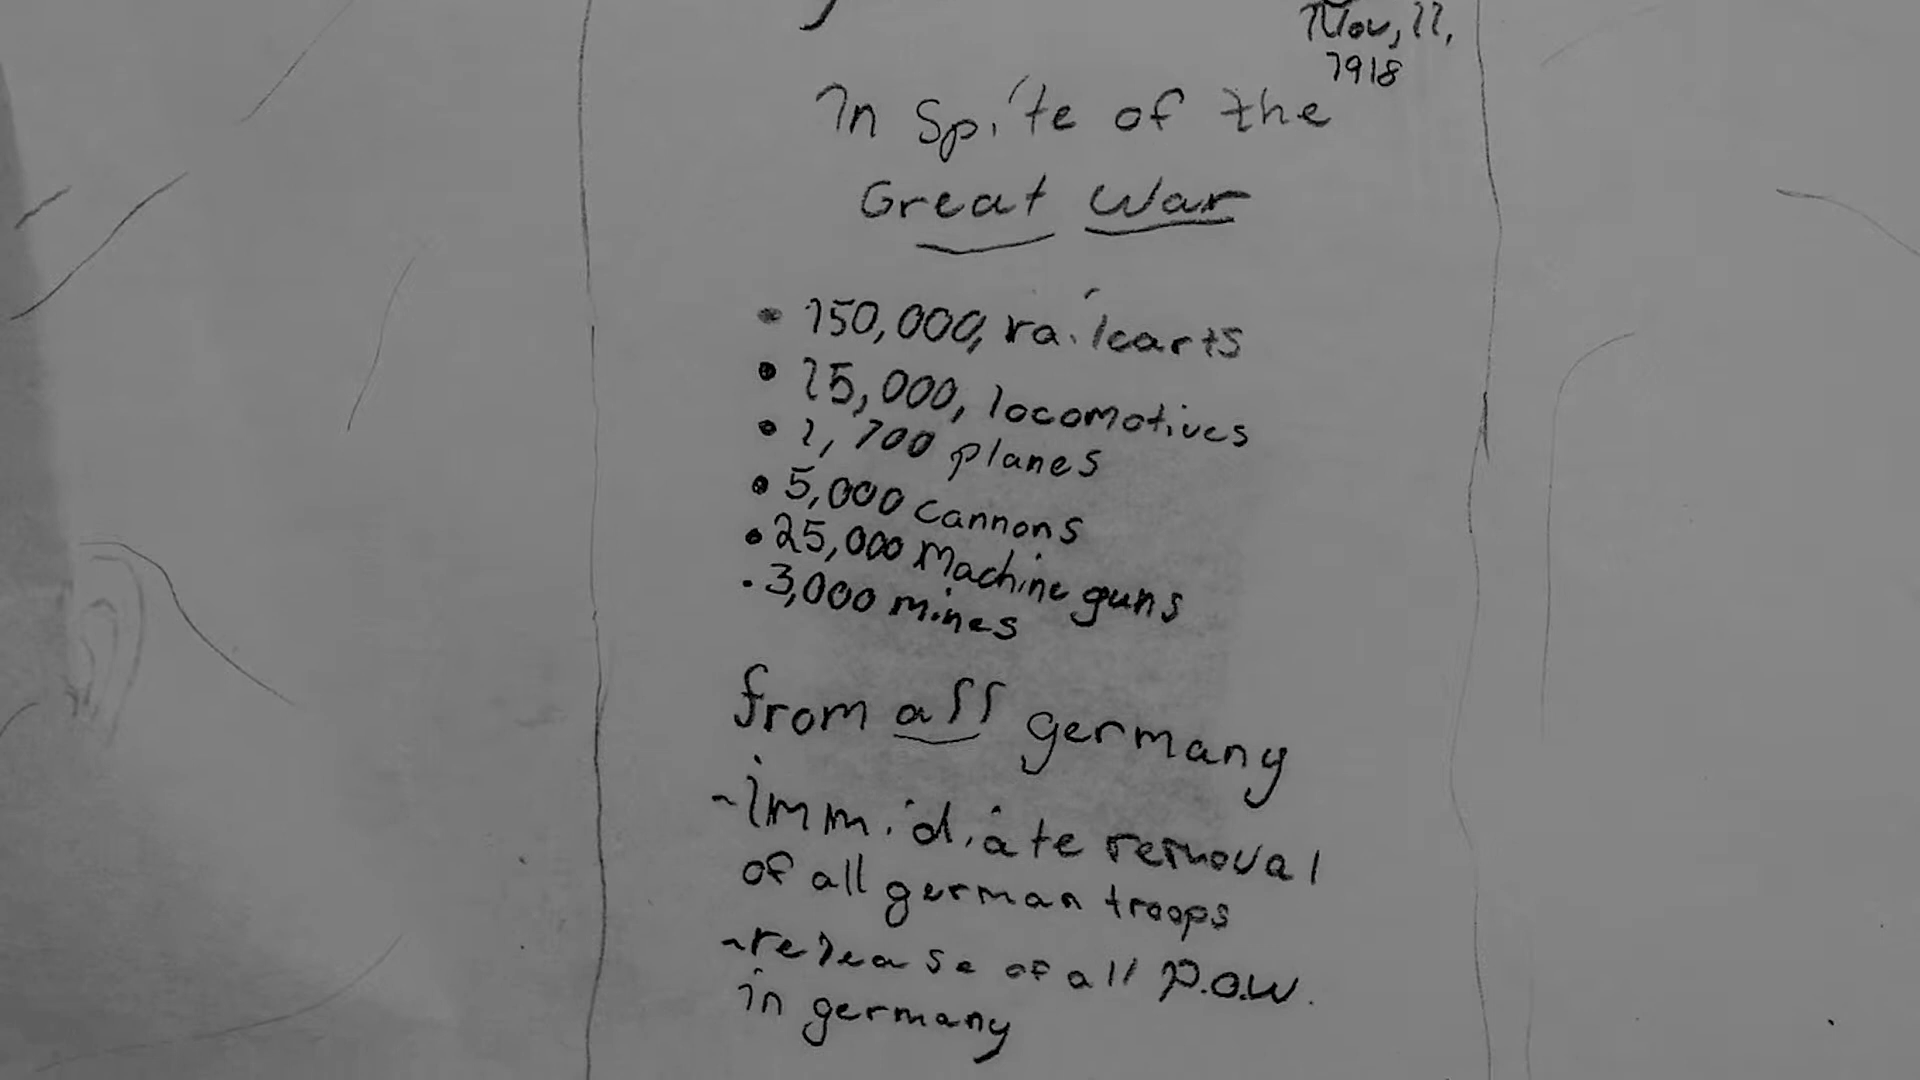 Nov, 11,
1918
In Spite of the
Great War
• 150,000, railcarts
• 15,000, locomotives
• 1,700 planes
• 5,000 cannons
• 25,000 Machine guns
• 3,000 mines
from all germany
-immidiate removal
of all german troops
-release of all P.O.W.
in germany